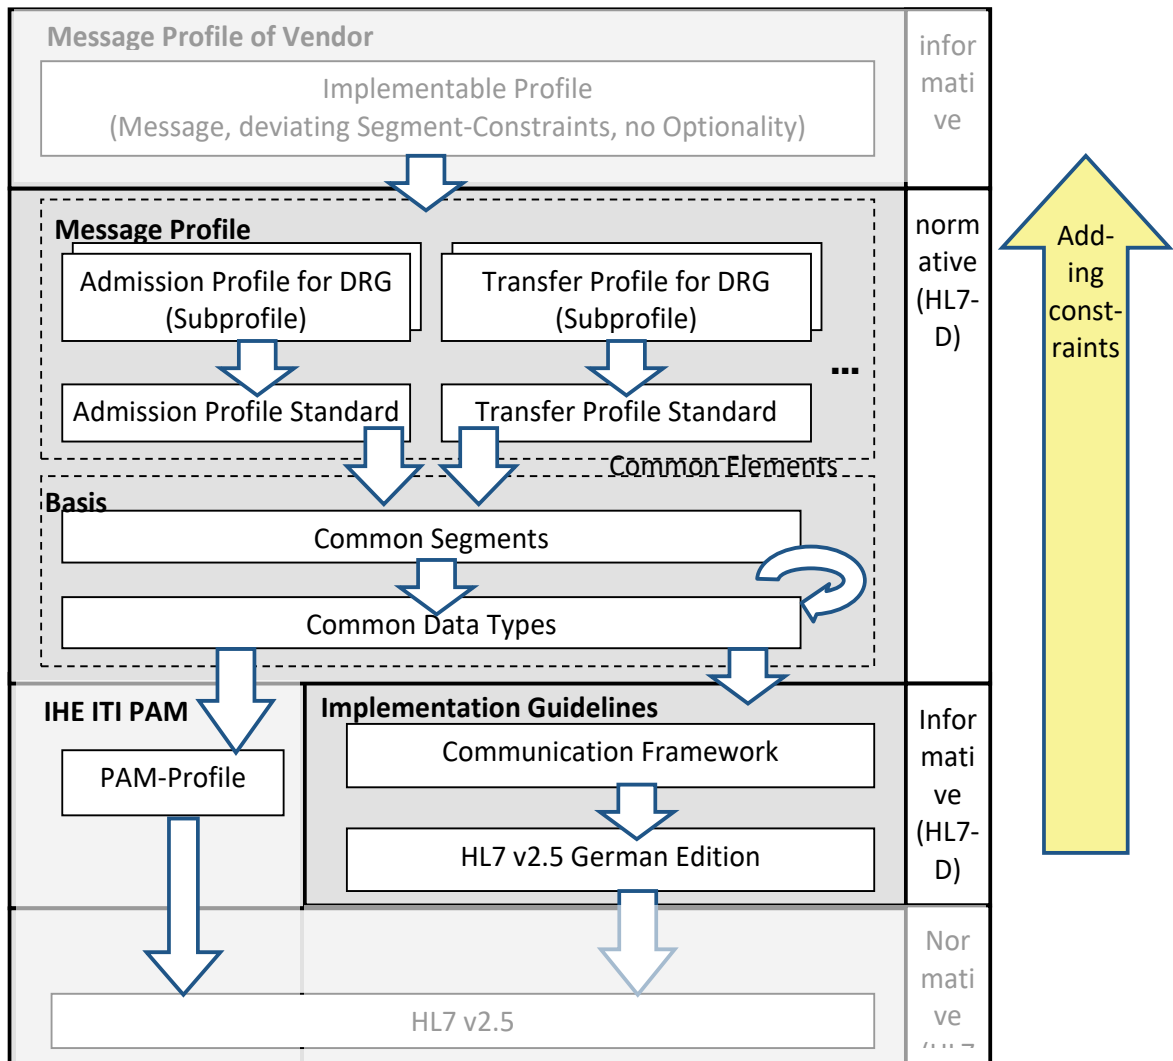 Message Profile of Vendor
Implementable Profile
(Message, deviating Segment-Constraints, no Optionality)
infor
mati
ve
Message Profile
Admission Profile for DRG
(Subprofile)
Transfer Profile for DRG
(Subprofile)
...
Admission Profile Standard
Transfer Profile Standard
norm
ative
(HL7-
D)
Add-
ing
const-
raints
Common Elements
Basis
Common Segments
Common Data Types
IHE ITI PAM
PAM-Profile
Implementation Guidelines
Communication Framework
HL7 v2.5 German Edition
Infor
mati
ve
(HL7-
D)
HL7 v2.5
Nor
mati
ve
(HL7